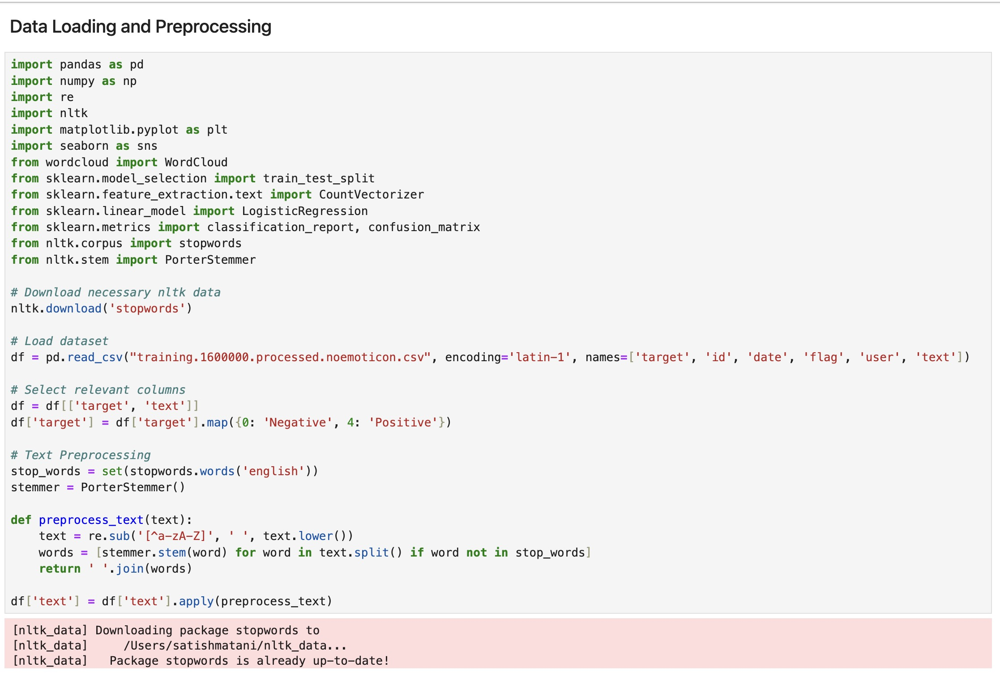 Data Loading and Preprocessing
import pandas as pd
import numpy as np
import re
import nltk
import matplotlib.pyplot as plt
import seaborn as sns
from wordcloud import WordCloud
from sklearn.model_selection import train_test_split
from sklearn.feature_extraction.text import CountVectorizer
from sklearn.linear_model import LogisticRegression
from sklearn.metrics import classification_report, confusion_matrix
from nltk.corpus import stopwords
from nltk.stem import PorterStemmer
# Download necessary nltk data
nltk.download('stopwords')
# Load dataset
df = pd.read_csv("training.1600000.processed.noemoticon.csv", encoding='latin-1', names=['target', 'id', 'date', 'flag', 'user', 'text'])
# Select relevant columns
df = df[['target', 'text']]
df['target'] = df['target'].map({0: 'Negative', 4: 'Positive'})
# Text Preprocessing
stop_words = set(stopwords.words('english'))
stemmer = PorterStemmer()
def preprocess_text(text):
    text = re.sub('[^a-zA-Z]', ' ', text.lower())
    words = [stemmer.stem(word) for word in text.split() if word not in stop_words]
    return ' '.join(words)
df['text'] = df['text'].apply(preprocess_text)
[nltk_data] Downloading package stopwords to
[nltk_data]     /Users/satishmatani/nltk_data...
[nltk_data]   Package stopwords is already up-to-date!